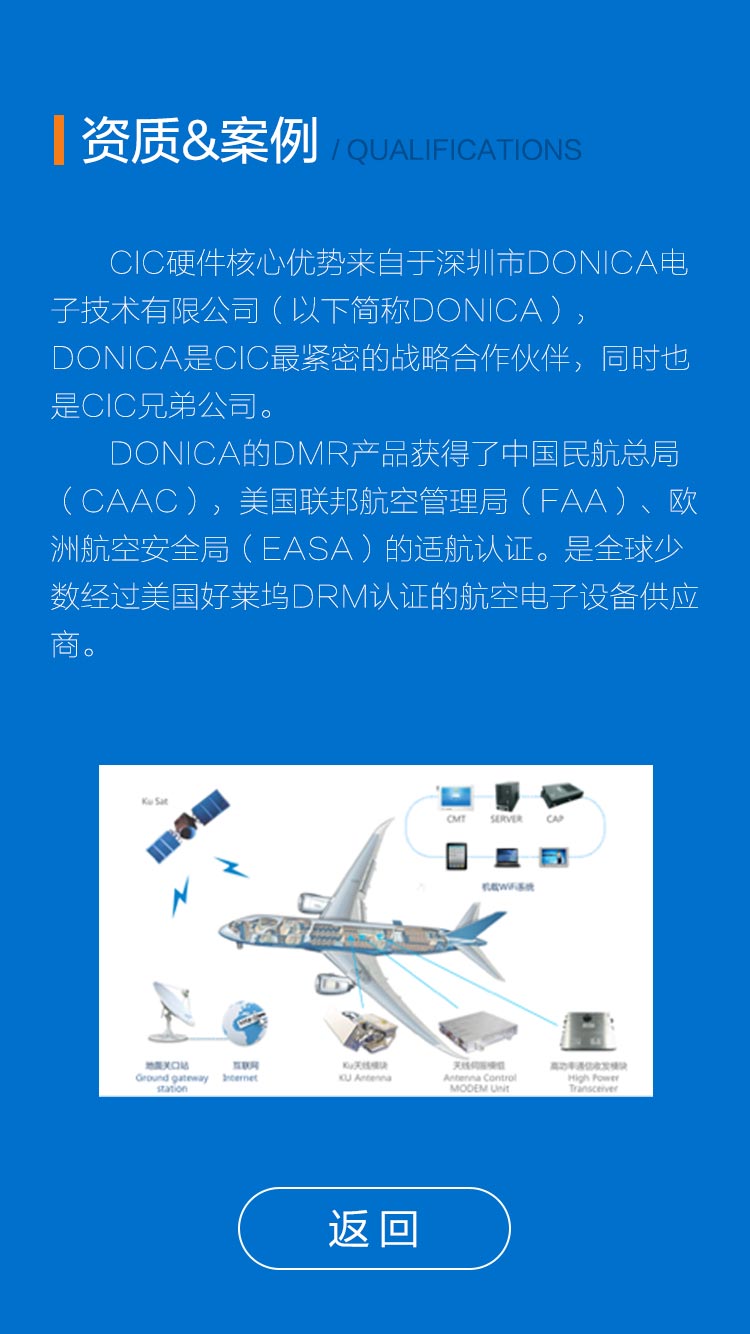 资质&案例 / QUALIFICATIONS
CIC硬件核心优势来自于深圳市DONICA电
子技术有限公司（以下简称DONICA），
DONICA是CIC最紧密的战略合作伙伴，同时也
是CIC兄弟公司。
DONICA的DMR产品获得了中国民航总局
（CAAC），美国联邦航空管理局（FAA）、欧
洲航空安全局（EASA）的适航认证。是全球少
数经过美国好莱坞DRM认证的航空电子设备供应
商。
Ku Sat
CMT SERVER CAP
机载WiFi系统
地面关口站 互联网 Ku天线模块 天线伺服模组 高功率通信收发模块
Ground gateway Internet KU Antenna Antenna Control High Power
station MODEM Unit Transceiver
返回